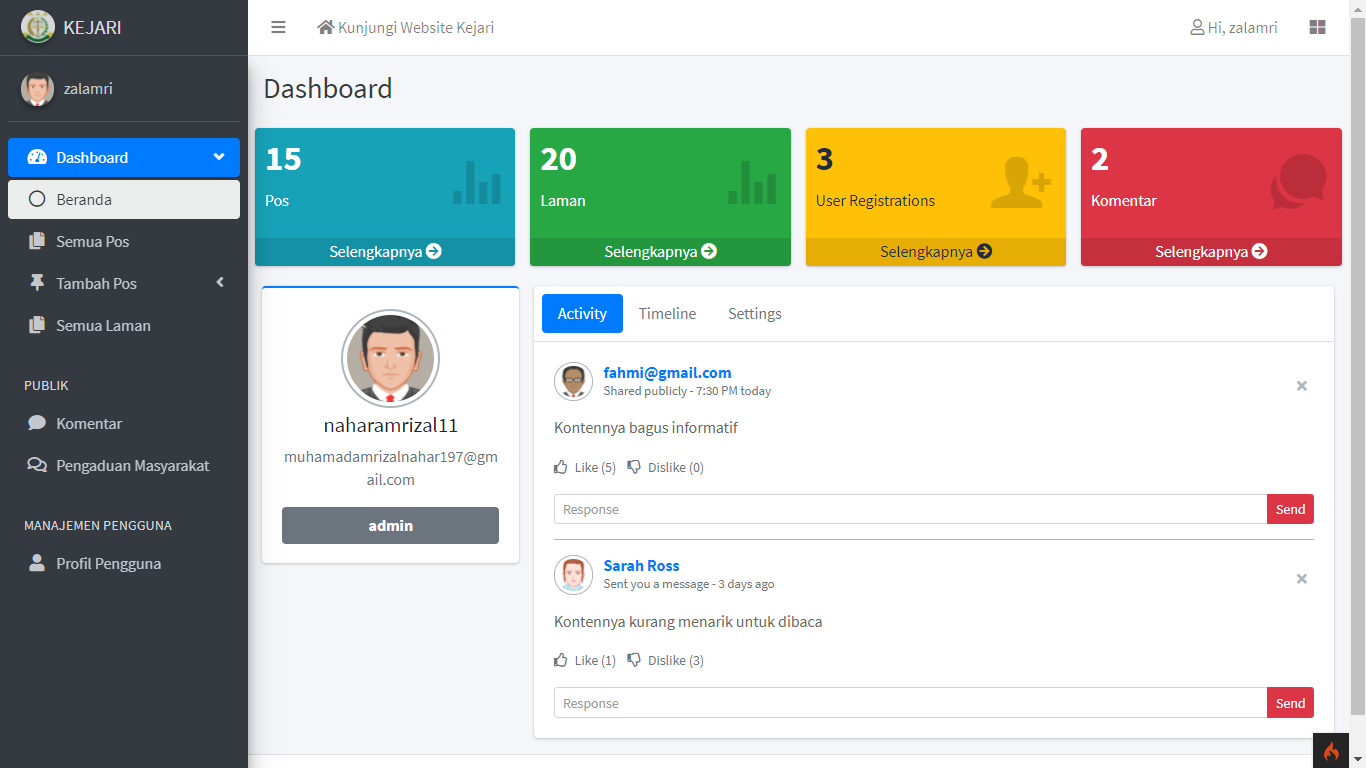 KEJARI
Kunjungi Website Kejari
Hi, zalamri
zalamri
Dashboard
Beranda
Semua Pos
Tambah Pos
Semua Laman
PUBLIK
Komentar
Pengaduan Masyarakat
MANAJEMEN PENGGUNA
Profil Pengguna
Dashboard
15
Pos
Selengkapnya
20
Laman
Selengkapnya
3
User Registrations
Selengkapnya
2
Komentar
Selengkapnya
naharamrizal11
muhamadamrizalnahar197@gm
ail.com
admin
Activity Timeline Settings
fahmi@gmail.com
Shared publicly - 7:30 PM today
Kontennya bagus informatif
Like (5) Dislike (0)
Response Send
Sarah Ross
Sent you a message - 3 days ago
Kontennya kurang menarik untuk dibaca
Like (1) Dislike (3)
Response Send